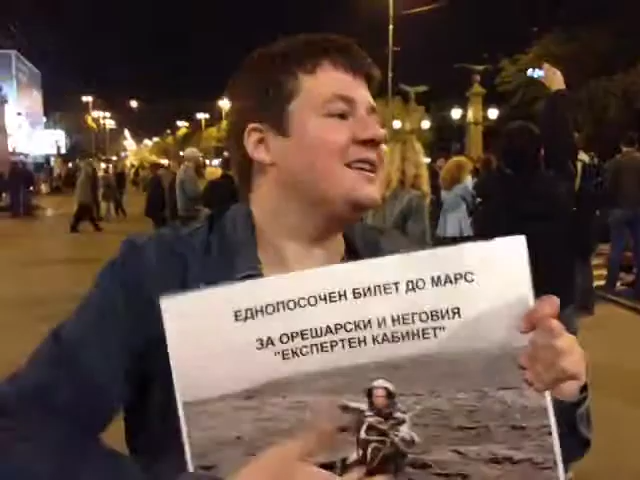 ЕДНОПОСОЧЕН БИЛЕТ ДО МАРС
ЗА ОРЕШАРСКИ И НЕГОВИЯ
"ЕКСПЕРТЕН КАБИНЕТ"